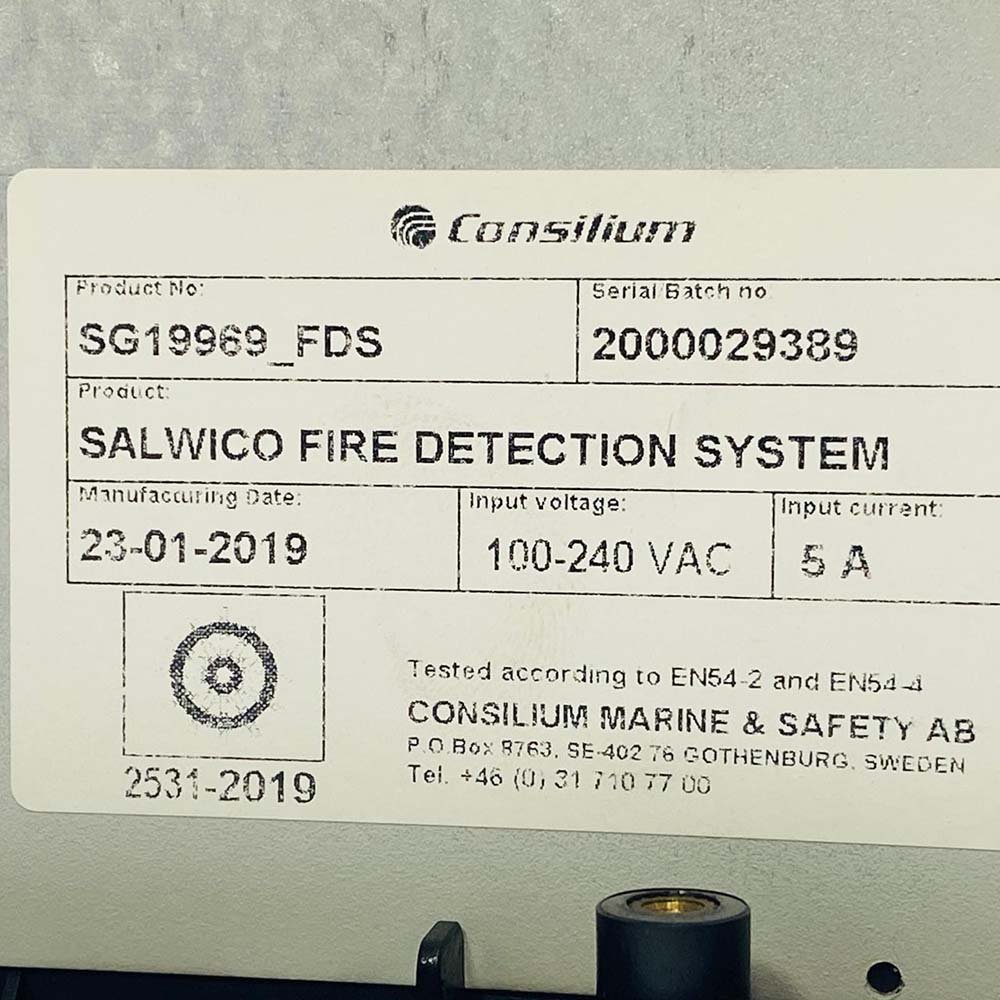 Consilium
Product No:
Serial/Batch no
SG19969_FDS
2000029389
Product:
SALWICO FIRE DETECTION SYSTEM
Manufacturing Date:
Input voltage:
Input current:
23-01-2019
100-240 VAC
5 A
Tested according to EN54-2 and EN54-4
CONSILIUM MARINE & SAFETY AB
P.O.Box 8763, SE-402 76 GOTHENBURG, SWEDEN
Tel. +46 (0) 31 710 77 00
2531-2019